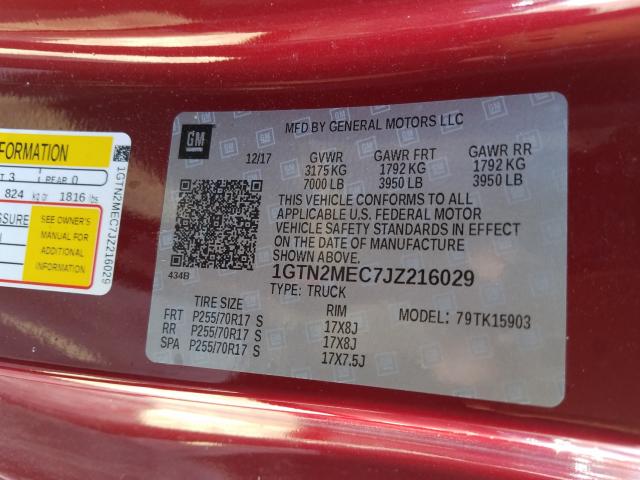 FORMATION
T 3 REAR 0
824 kg or 1816 lbs
SSURE
SEE OWNER'S
MANUAL FOR
ADDITIONAL
INFORMATION
1GTN2MEC7JZ216029
GM
MFD BY GENERAL MOTORS LLC
12/17 GVWR GAWR FRT GAWR RR
3175 KG 1792 KG 1792 KG
7000 LB 3950 LB 3950 LB
THIS VEHICLE CONFORMS TO ALL
APPLICABLE U.S. FEDERAL MOTOR
VEHICLE SAFETY STANDARDS IN EFFECT
ON THE DATE OF MANUFACTURE
SHOWN ABOVE.
434B
1GTN2MEC7JZ216029
TYPE: TRUCK
TIRE SIZE RIM MODEL: 79TK15903
FRT P255/70R17 S 17X8J
RR P255/70R17 S 17X8J
SPA P255/70R17 S 17X7.5J